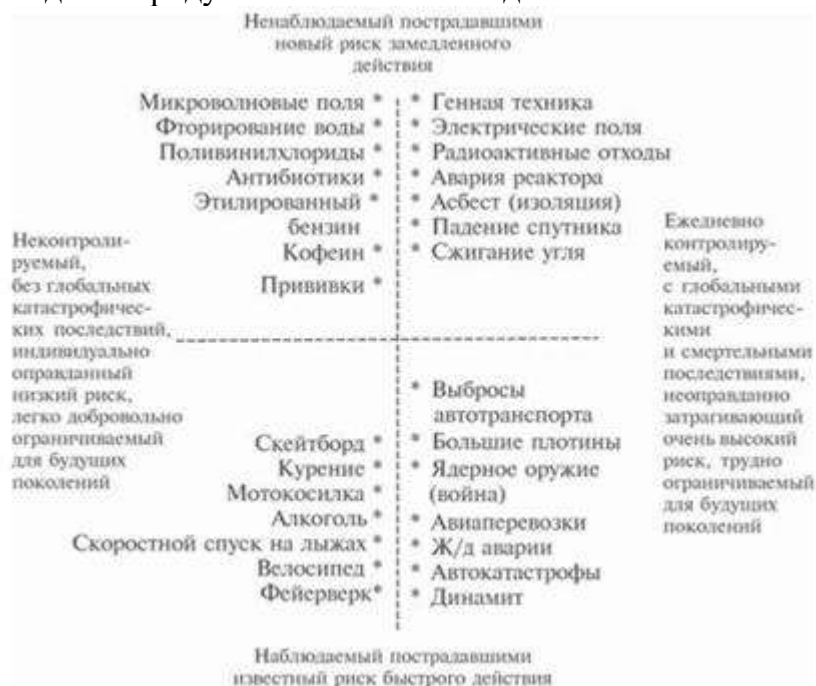 Ненаблюдаемый пострадавшими
новый риск замедленного
действия
Микроволновые поля *
Фторирование воды *
Поливинилхлориды *
Антибиотики *
Этилированный *
бензин
Кофеин *
Прививки *
* Генная техника
* Электрические поля
* Радиоактивные отходы
* Авария реактора
* Асбест (изоляция)
* Падение спутника
* Сжигание угля
Неконтроли-
руемый,
без глобальных
катастрофичес-
ких последствий,
индивидуально
оправданный
низкий риск,
легко добровольно
ограничиваемый
для будущих
поколений
Ежедневно
контролиру-
емый,
с глобальными
катастрофичес-
кими
и смертельными
последствиями,
неоправданно
затрагивающий
очень высокий
риск, трудно
ограничиваемый
для будущих
поколений
Скейтборд *
Курение *
Мотокосилка *
Алкоголь *
Скоростной спуск на лыжах *
Велосипед *
Фейерверк*
* Выбросы
автотранспорта
* Большие плотины
* Ядерное оружие
(война)
* Авиаперевозки
* Ж/д аварии
* Автокатастрофы
* Динамит
Наблюдаемый пострадавшими
известный риск быстрого действия